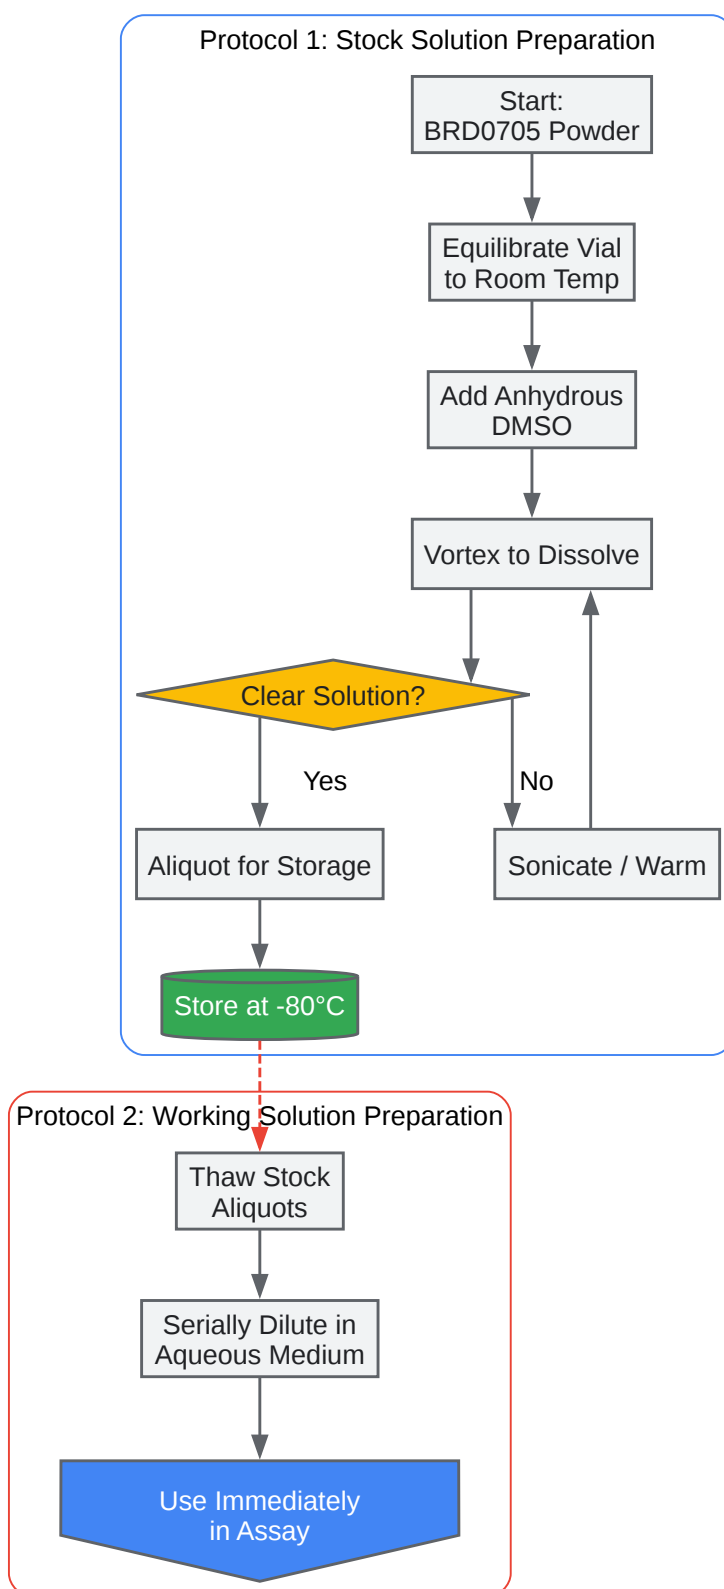 Protocol 1: Stock Solution Preparation
Start:
BRD0705 Powder
Equilibrate Vial
to Room Temp
Add Anhydrous
DMSO
Vortex to Dissolve
Clear Solution?
Yes
No
Aliquot for Storage
Sonicate / Warm
Store at -80°C
Protocol 2: Working Solution Preparation
Thaw Stock
Aliquots
Serially Dilute in
Aqueous Medium
Use Immediately
in Assay